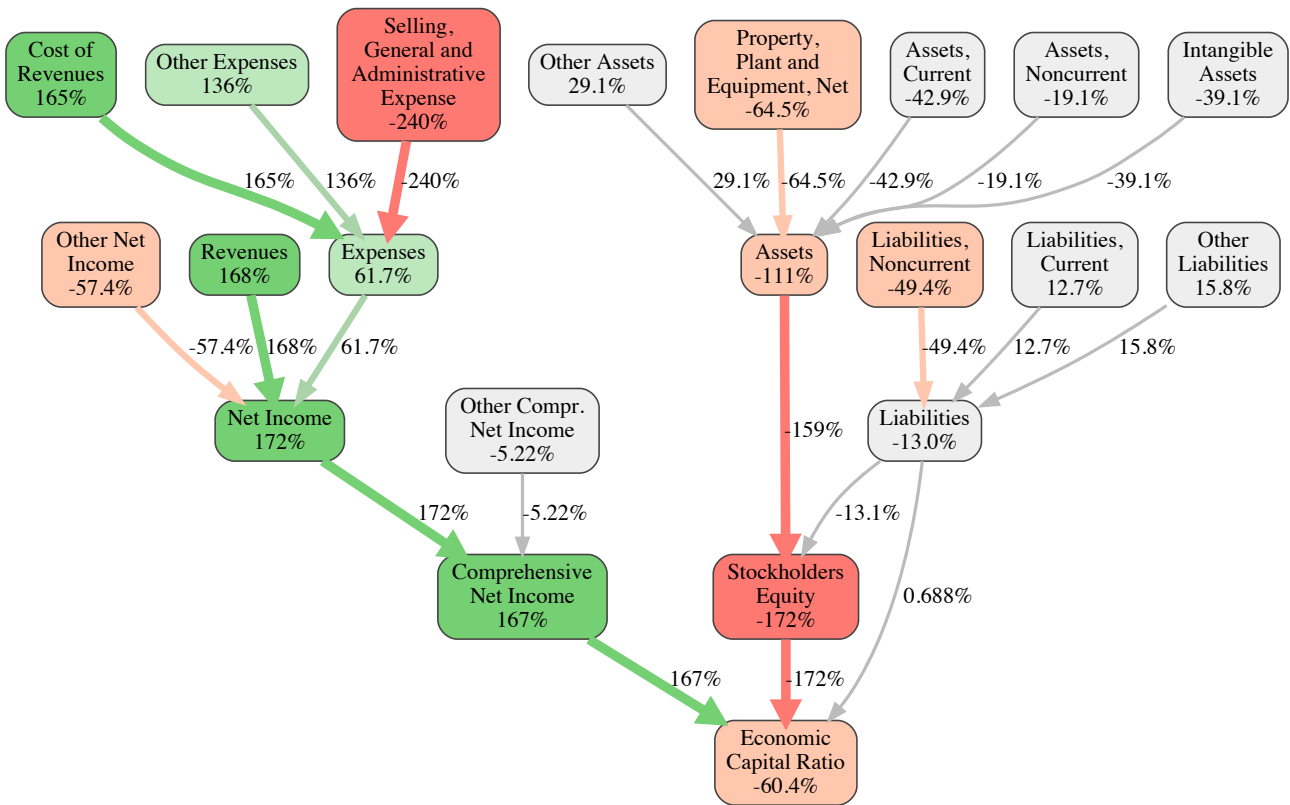 Cost of
Revenues
165%
Other Expenses
136%
Selling,
General and
Administrative
Expense
-240%
Other Assets
29.1%
Property,
Plant and
Equipment, Net
-64.5%
Assets,
Current
-42.9%
Assets,
Noncurrent
-19.1%
Intangible
Assets
-39.1%
165%
136%
-240%
29.1%
-64.5%
-42.9%
-19.1%
-39.1%
Other Net
Income
-57.4%
Revenues
168%
Expenses
61.7%
Assets
-111%
Liabilities,
Noncurrent
-49.4%
Liabilities,
Current
12.7%
Other
Liabilities
15.8%
-57.4%
168%
61.7%
-49.4%
12.7%
15.8%
Net Income
172%
Other Compr.
Net Income
-5.22%
-159%
Liabilities
-13.0%
172%
-5.22%
-13.1%
Comprehensive
Net Income
167%
Stockholders
Equity
-172%
0.688%
167%
-172%
Economic
Capital Ratio
-60.4%